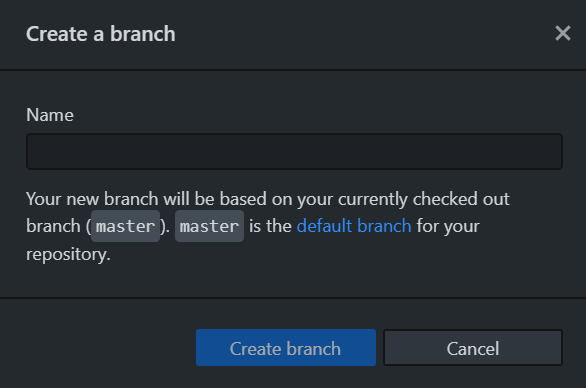 Create a branch
Name
Your new branch will be based on your currently checked out
branch (master). master is the default branch for your
repository.
Create branch
Cancel